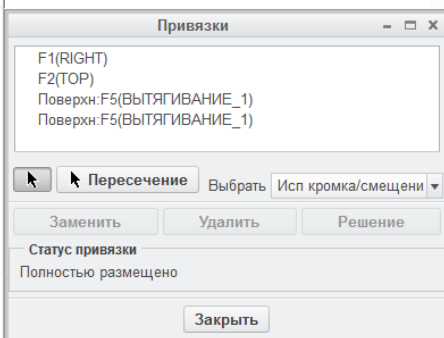 Привязки
F1(RIGHT)
F2(TOP)
Поверхн:F5(ВЫТЯГИВАНИЕ_1)
Поверхн:F5(ВЫТЯГИВАНИЕ_1)
Пересечение Выбрать Исп кромка/смещени
Заменить Удалить Решение
Статус привязки
Полностью размещено
Закрыть